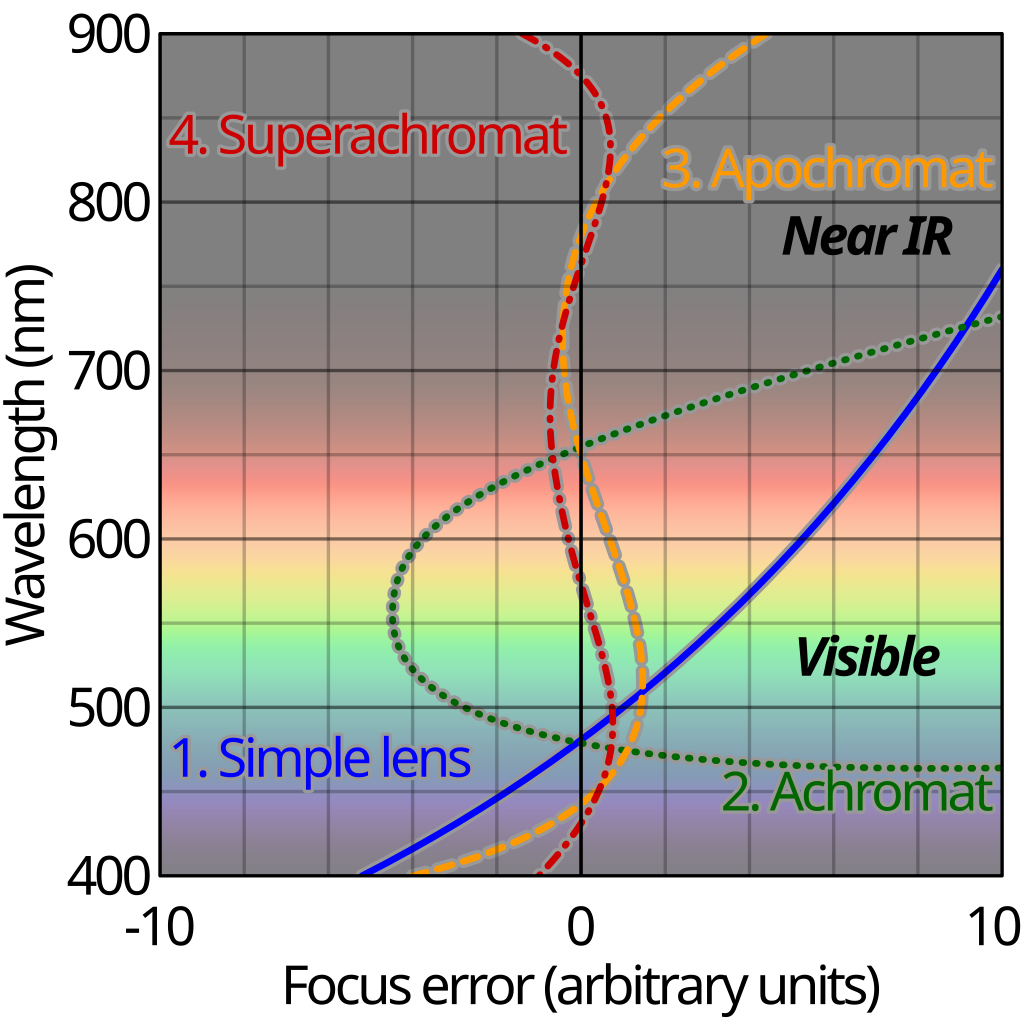 900
4. Superachromat
3. Apochromat
800
Near IR
700
600
Visible
500
1. Simple lens
2. Achromat
400
-10 0 10
Focus error (arbitrary units)
Wavelength (nm)